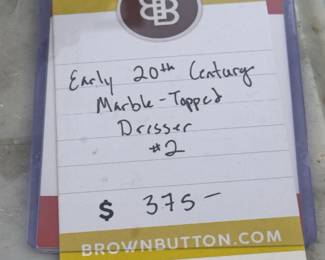 B
Early 20th Century
Marble-Topped
Dresser
#2
$ 375-
BROWNBUTTON.COM